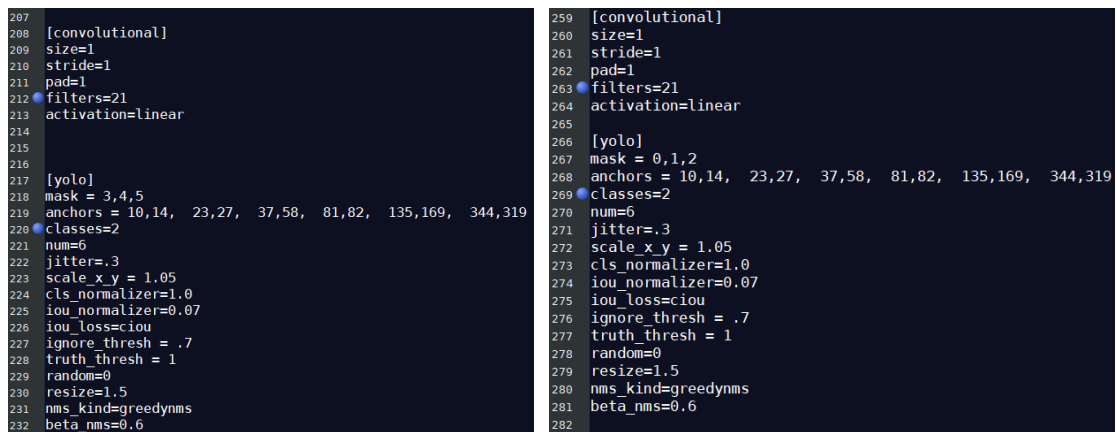 207
208 [convolutional]
209 size=1
210 stride=1
211 pad=1
212 filters=21
213 activation=linear
214
215
216
217 [yolo]
218 mask = 3,4,5
219 anchors = 10,14,  23,27,  37,58,  81,82,  135,169,  344,319
220 classes=2
221 num=6
222 jitter=.3
223 scale_x_y = 1.05
224 cls_normalizer=1.0
225 iou_normalizer=0.07
226 iou_loss=ciou
227 ignore_thresh = .7
228 truth_thresh = 1
229 random=0
230 resize=1.5
231 nms_kind=greedynms
232 beta_nms=0.6
259 [convolutional]
260 size=1
261 stride=1
262 pad=1
263 filters=21
264 activation=linear
265
266 [yolo]
267 mask = 0,1,2
268 anchors = 10,14,  23,27,  37,58,  81,82,  135,169,  344,319
269 classes=2
270 num=6
271 jitter=.3
272 scale_x_y = 1.05
273 cls_normalizer=1.0
274 iou_normalizer=0.07
275 iou_loss=ciou
276 ignore_thresh = .7
277 truth_thresh = 1
278 random=0
279 resize=1.5
280 nms_kind=greedynms
281 beta_nms=0.6
282